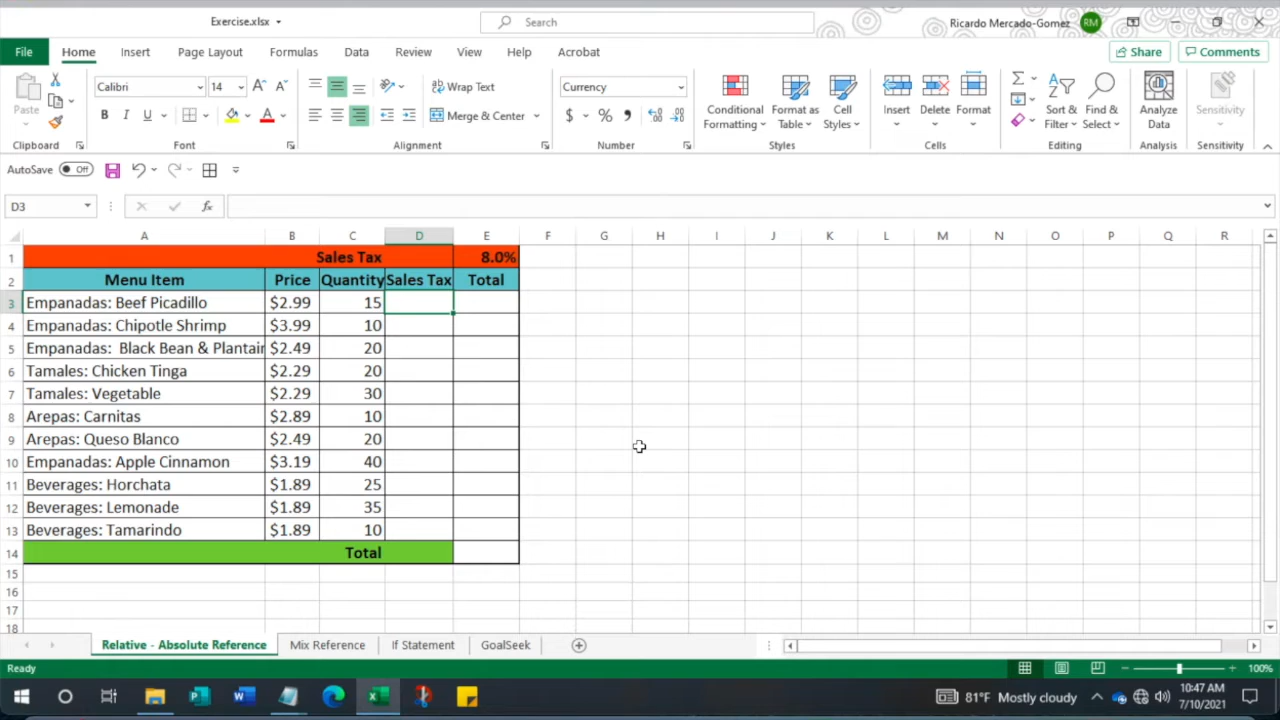 Exercise.xlsx
Search
Ricardo Mercado-Gomez RM
File Home Insert Page Layout Formulas Data Review View Help Acrobat Share Comments
Paste
Clipboard
Calibri 14
B I U A
Font
Wrap Text
Merge & Center
Alignment
Currency
$ % 9
Number
Conditional Formatting
Format as Table
Cell Styles
Styles
Insert Delete Format
Cells
Sort & Filter
Find & Select
Editing
Analyze Data
Analysis
Sensitivity
Sensitivity
AutoSave Off
D3 fx
A B C D E F G H I J K L M N O P Q R
1 Sales Tax 8.0%
2 Menu Item Price Quantity Sales Tax Total
3 Empanadas: Beef Picadillo $2.99 15
4 Empanadas: Chipotle Shrimp $3.99 10
5 Empanadas:  Black Bean & Plantain $2.49 20
6 Tamales: Chicken Tinga $2.29 20
7 Tamales: Vegetable $2.29 30
8 Arepas: Carnitas $2.89 10
9 Arepas: Queso Blanco $2.49 20
10 Empanadas: Apple Cinnamon $3.19 40
11 Beverages: Horchata $1.89 25
12 Beverages: Lemonade $1.89 35
13 Beverages: Tamarindo $1.89 10
14 Total
15
16
17
18
Relative - Absolute Reference Mix Reference If Statement GoalSeek
Ready 100%
81°F Mostly cloudy 10:47 AM
7/10/2021